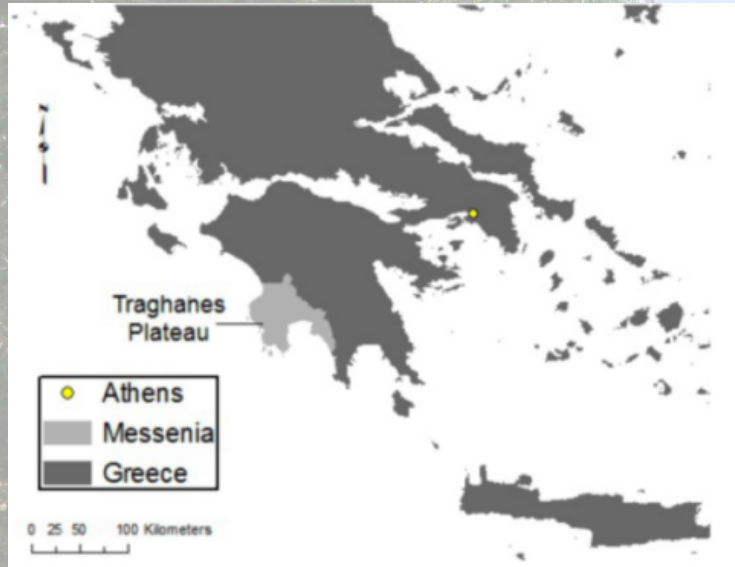 Traghanes
Plateau
Athens
Messenia
Greece
0 25 50 100 Kilometers